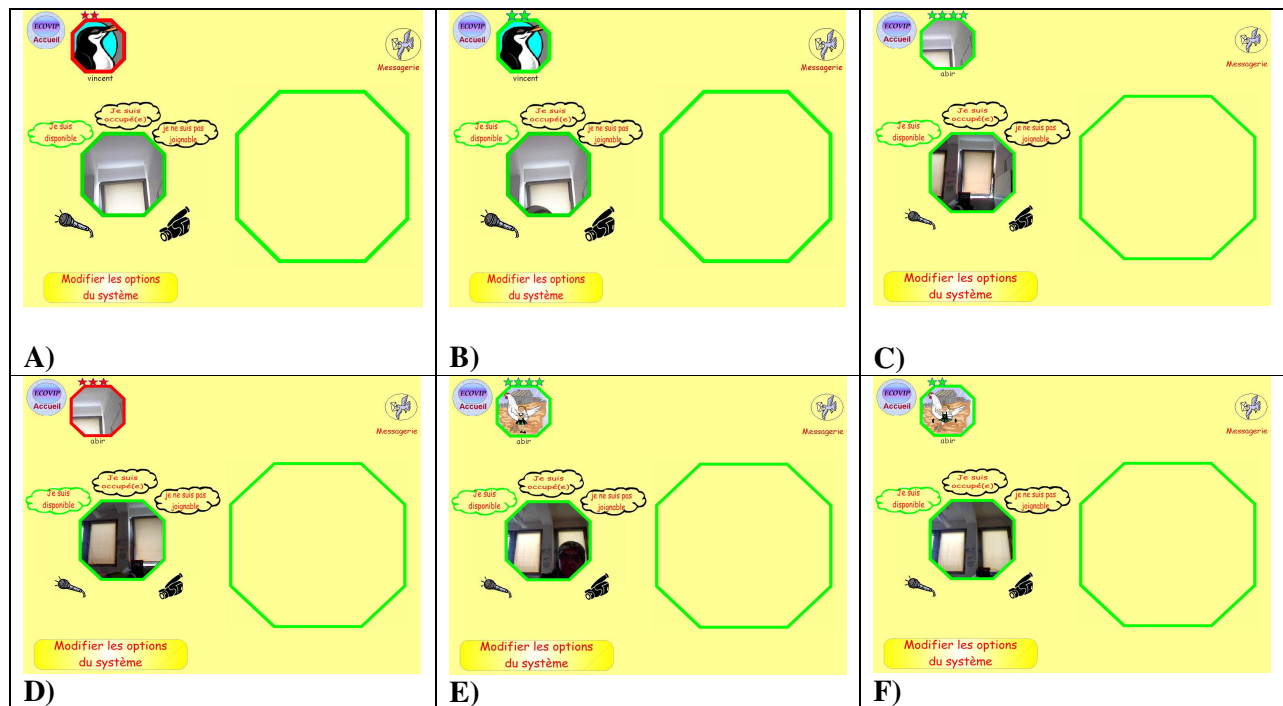 ECOVIP
Accueil
vincent
Messagerie
Je suis
occupé(e)
Je suis
disponible
je ne suis pas
joignable
Modifier les options
du système
A)
ECOVIP
Accueil
vincent
Messagerie
Je suis
occupé(e)
Je suis
disponible
je ne suis pas
joignable
Modifier les options
du système
B)
ECOVIP
Accueil
abir
Messagerie
Je suis
occupé(e)
Je suis
disponible
je ne suis pas
joignable
Modifier les options
du système
C)
ECOVIP
Accueil
abir
Messagerie
Je suis
occupé(e)
Je suis
disponible
je ne suis pas
joignable
Modifier les options
du système
D)
ECOVIP
Accueil
abir
Messagerie
Je suis
occupé(e)
Je suis
disponible
je ne suis pas
joignable
Modifier les options
du système
E)
ECOVIP
Accueil
abir
Messagerie
Je suis
occupé(e)
Je suis
disponible
je ne suis pas
joignable
Modifier les options
du système
F)